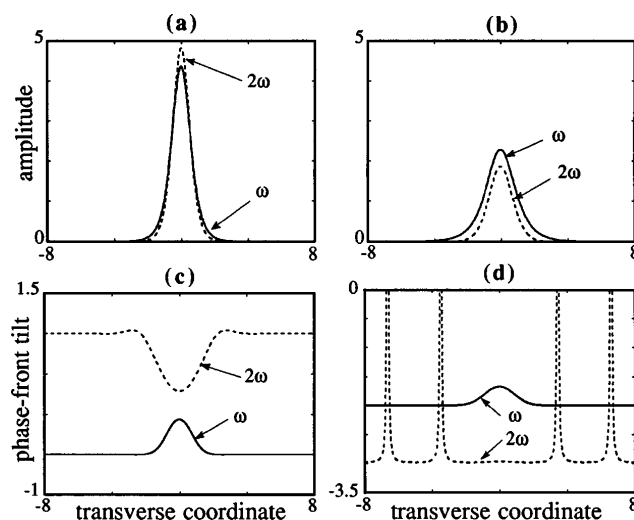 (a)
(b)
5
5
2ω
ω
ω
2ω
amplitude
0
0
-8
8
-8
8
(c)
(d)
1.5
0
2ω
ω
ω
2ω
phase-front tilt
-1
-3.5
-8
8
-8
8
transverse coordinate
transverse coordinate